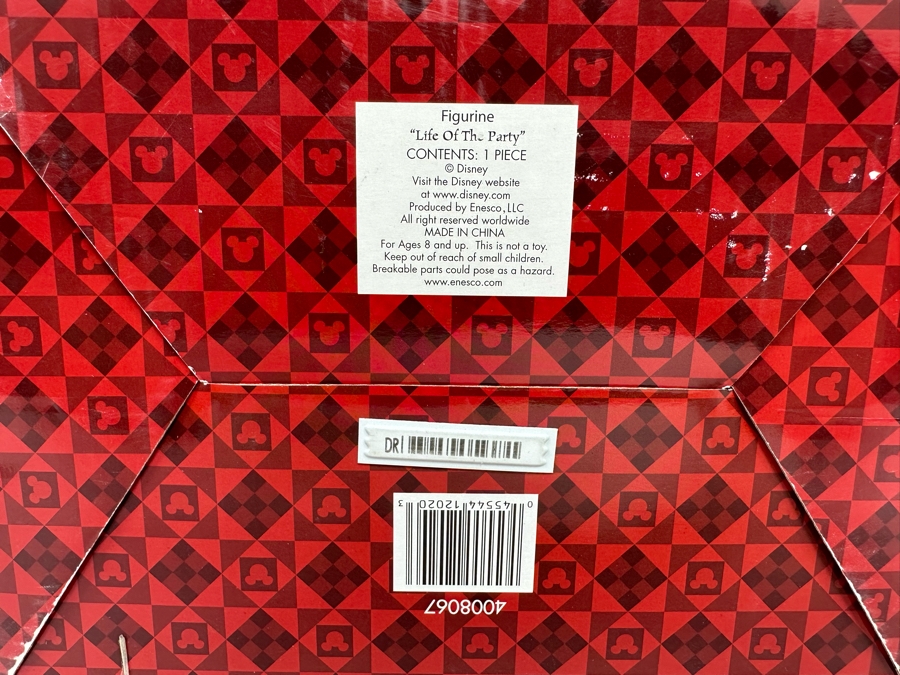 Figurine
“Life Of The Party”
CONTENTS: 1 PIECE
© Disney
Visit the Disney website
at www.disney.com
Produced by Enesco, LLC
All right reserved worldwide
MADE IN CHINA
For Ages 8 and up. This is not a toy.
Keep out of reach of small children.
Breakable parts could pose as a hazard.
www.enesco.com
DR
0 45544 12020 3
4008067